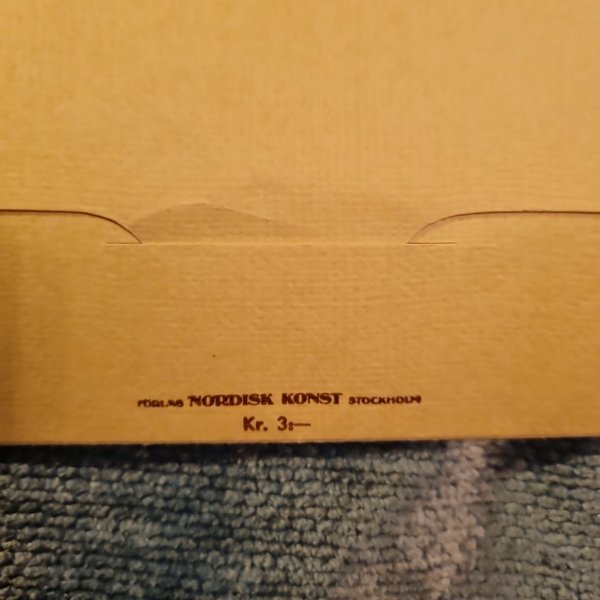 FÖRLAG NORDISK KONST STOCKHOLM
Kr. 3:—